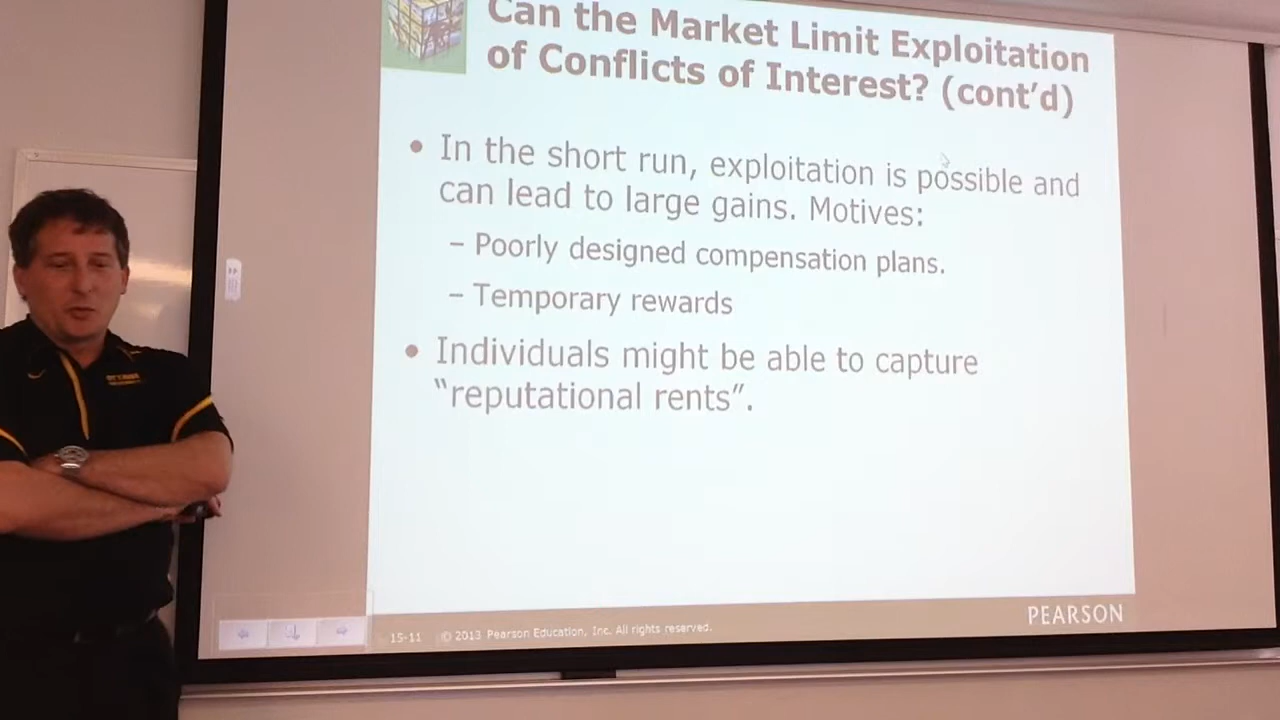 Can the Market Limit Exploitation
of Conflicts of Interest? (cont'd)
• In the short run, exploitation is possible and
can lead to large gains. Motives:
– Poorly designed compensation plans.
– Temporary rewards
• Individuals might be able to capture
“reputational rents”.
PEARSON
15-11 © 2013 Pearson Education, Inc. All rights reserved.